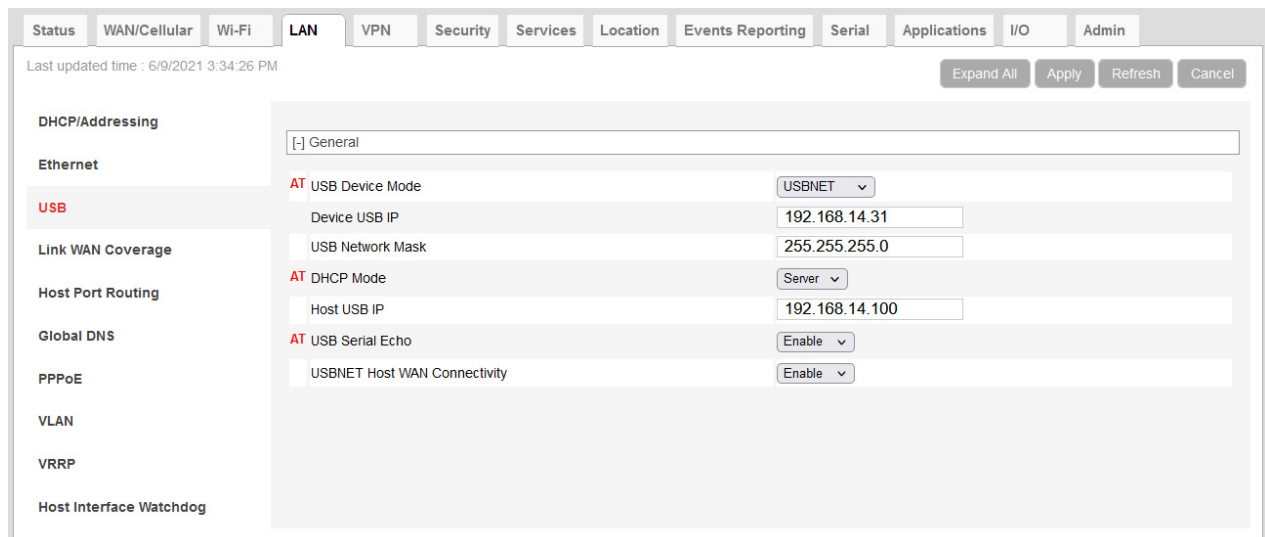 Status WAN/Cellular Wi-Fi LAN VPN Security Services Location Events Reporting Serial Applications I/O Admin
Last updated time : 6/9/2021 3:34:26 PM
Expand All Apply Refresh Cancel
DHCP/Addressing
Ethernet
USB
Link WAN Coverage
Host Port Routing
Global DNS
PPPoE
VLAN
VRRP
Host Interface Watchdog
[-] General
AT USB Device Mode USBNET
Device USB IP 192.168.14.31
USB Network Mask 255.255.255.0
AT DHCP Mode Server
Host USB IP 192.168.14.100
AT USB Serial Echo Enable
USBNET Host WAN Connectivity Enable